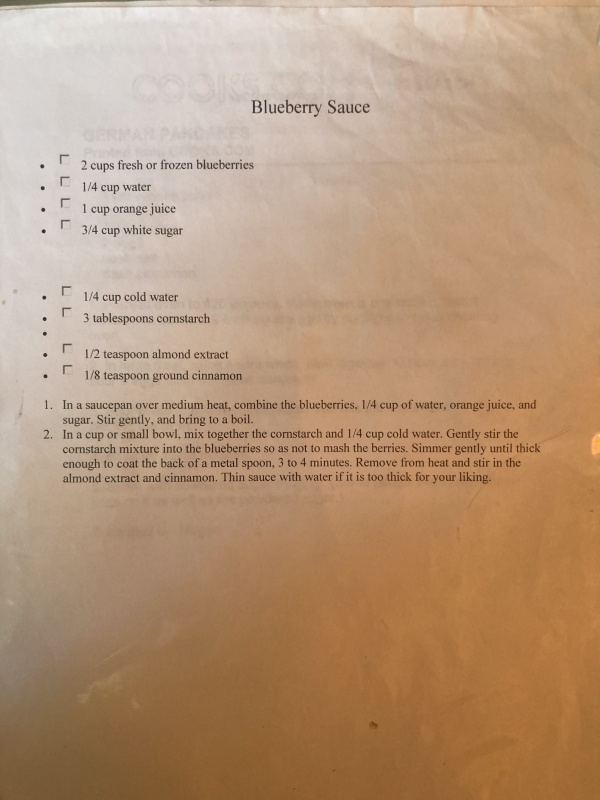 Blueberry Sauce
• 2 cups fresh or frozen blueberries
• 1/4 cup water
• 1 cup orange juice
• 3/4 cup white sugar
• 1/4 cup cold water
• 3 tablespoons cornstarch
•
• 1/2 teaspoon almond extract
• 1/8 teaspoon ground cinnamon
1. In a saucepan over medium heat, combine the blueberries, 1/4 cup of water, orange juice, and
sugar. Stir gently, and bring to a boil.
2. In a cup or small bowl, mix together the cornstarch and 1/4 cup cold water. Gently stir the
cornstarch mixture into the blueberries so as not to mash the berries. Simmer gently until thick
enough to coat the back of a metal spoon, 3 to 4 minutes. Remove from heat and stir in the
almond extract and cinnamon. Thin sauce with water if it is too thick for your liking.